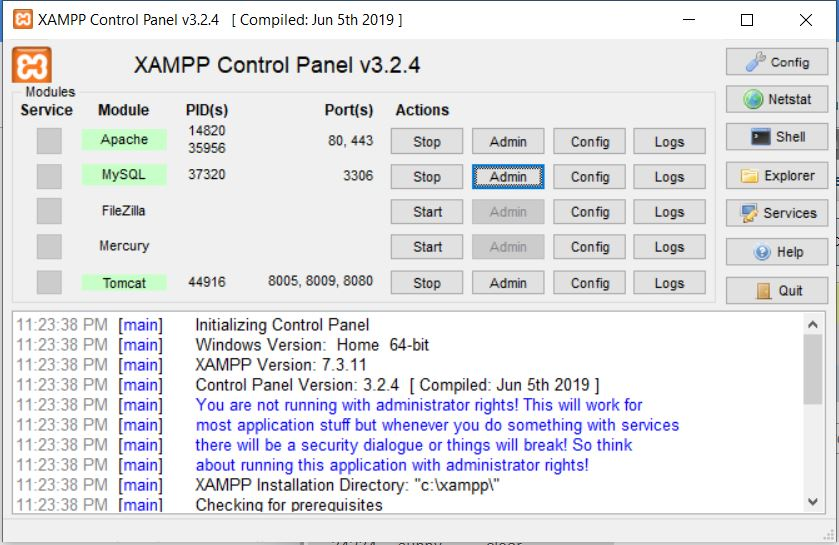 XAMPP Control Panel v3.2.4 [ Compiled: Jun 5th 2019 ]
XAMPP Control Panel v3.2.4
Config
Modules
Service Module PID(s) Port(s) Actions
Netstat
Apache 14820 35956 80, 443 Stop Admin Config Logs
Shell
MySQL 37320 3306 Stop Admin Config Logs
Explorer
FileZilla Start Admin Config Logs
Services
Mercury Start Admin Config Logs
Help
Tomcat 44916 8005, 8009, 8080 Stop Admin Config Logs
Quit
11:23:38 PM [main] Initializing Control Panel
11:23:38 PM [main] Windows Version: Home 64-bit
11:23:38 PM [main] XAMPP Version: 7.3.11
11:23:38 PM [main] Control Panel Version: 3.2.4 [ Compiled: Jun 5th 2019 ]
11:23:38 PM [main] You are not running with administrator rights! This will work for
11:23:38 PM [main] most application stuff but whenever you do something with services
11:23:38 PM [main] there will be a security dialogue or things will break! So think
11:23:38 PM [main] about running this application with administrator rights!
11:23:38 PM [main] XAMPP Installation Directory: "c:\xampp\"
11:23:38 PM [main] Checking for prerequisites